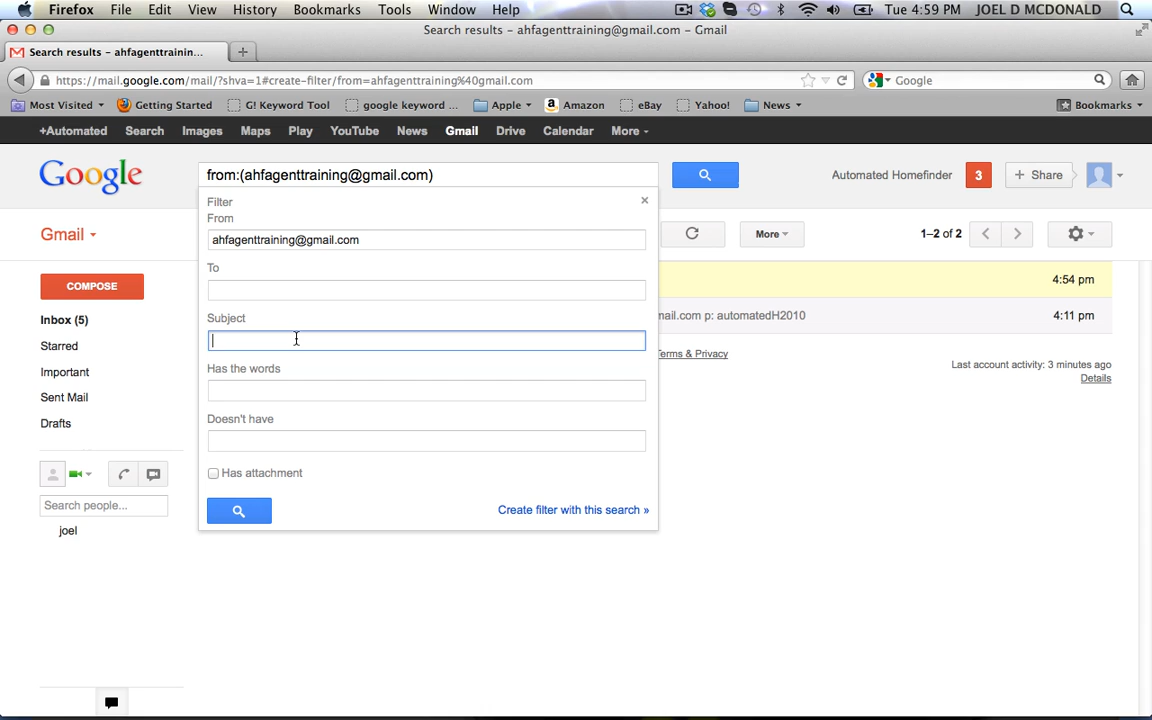 Firefox File Edit View History Bookmarks Tools Window Help Tue 4:59 PM JOEL D MCDONALD
Search results – ahfagenttraining@gmail.com – Gmail
Search results – ahfagenttrainin...
https://mail.google.com/mail/?shva=1#create-filter/from=ahfagenttraining%40gmail.com
Google
Most Visited Getting Started G! Keyword Tool google keyword ... Apple Amazon eBay Yahoo! News Bookmarks
+Automated Search Images Maps Play YouTube News Gmail Drive Calendar More
Google
from:(ahfagenttraining@gmail.com)
Automated Homefinder 3 + Share
Filter
From
ahfagenttraining@gmail.com
Gmail
More
1–2 of 2
To
COMPOSE
4:54 pm
Inbox (5)
Subject
mail.com p: automatedH2010 4:11 pm
Starred
Terms & Privacy
Last account activity: 3 minutes ago
Details
Important
Has the words
Sent Mail
Drafts
Doesn't have
Has attachment
Search people...
Create filter with this search »
joel